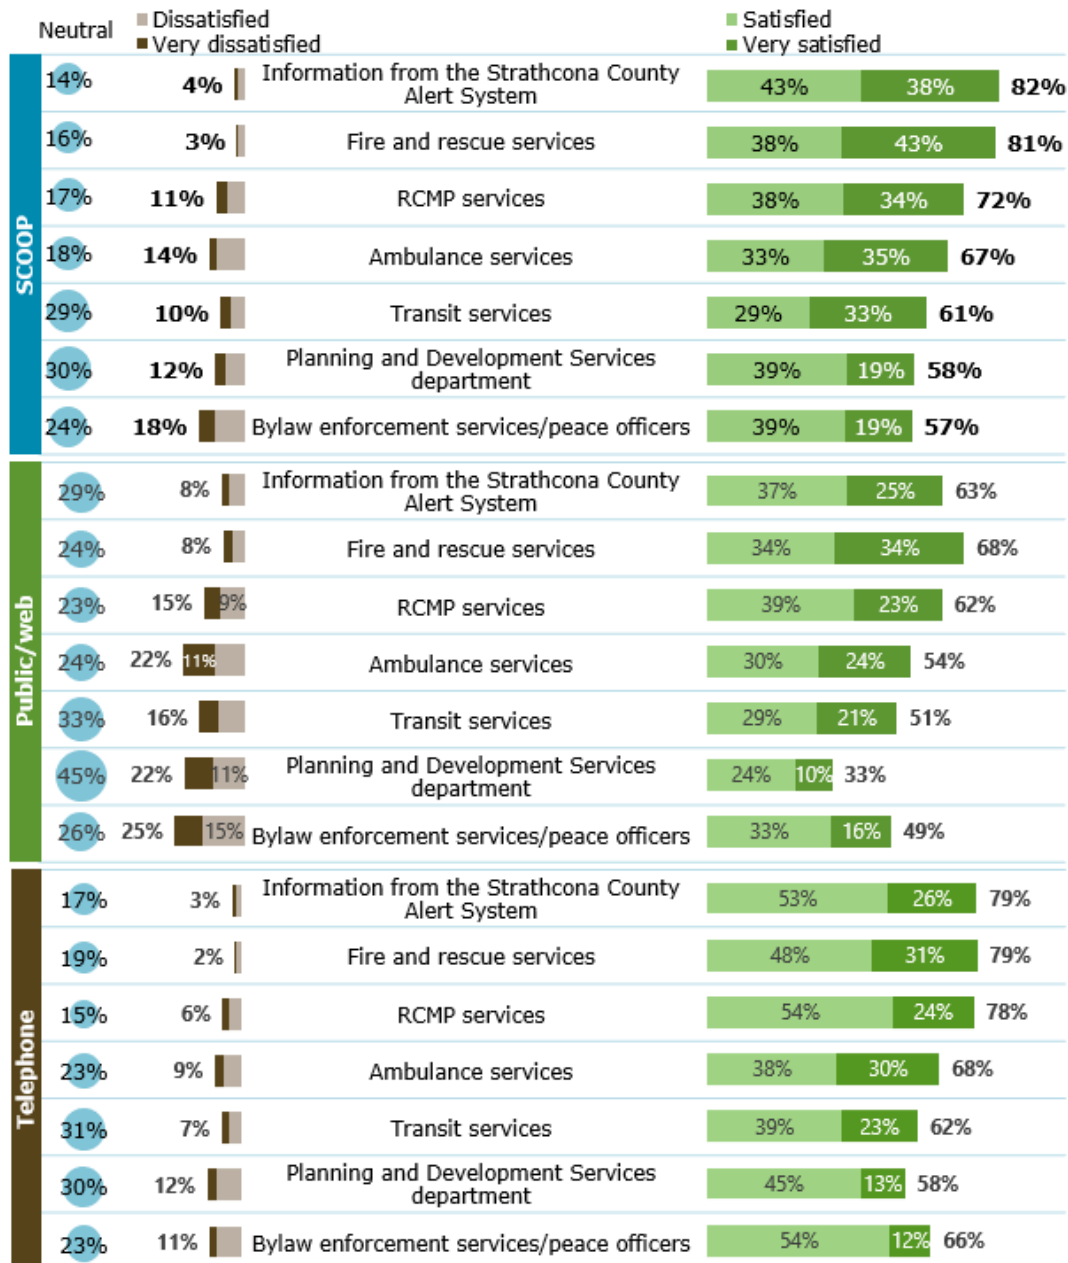 Neutral
Dissatisfied
Very dissatisfied
Satisfied
Very satisfied
SCOOP
14% 4% Information from the Strathcona County
Alert System 43% 38% 82%
16% 3% Fire and rescue services 38% 43% 81%
17% 11% RCMP services 38% 34% 72%
18% 14% Ambulance services 33% 35% 67%
29% 10% Transit services 29% 33% 61%
30% 12% Planning and Development Services
department 39% 19% 58%
24% 18% Bylaw enforcement services/peace officers 39% 19% 57%
Public/web
29% 8% Information from the Strathcona County
Alert System 37% 25% 63%
24% 8% Fire and rescue services 34% 34% 68%
23% 15% 9% RCMP services 39% 23% 62%
24% 22% 11% Ambulance services 30% 24% 54%
33% 16% Transit services 29% 21% 51%
45% 22% 11% Planning and Development Services
department 24% 10% 33%
26% 25% 15% Bylaw enforcement services/peace officers 33% 16% 49%
Telephone
17% 3% Information from the Strathcona County
Alert System 53% 26% 79%
19% 2% Fire and rescue services 48% 31% 79%
15% 6% RCMP services 54% 24% 78%
23% 9% Ambulance services 38% 30% 68%
31% 7% Transit services 39% 23% 62%
30% 12% Planning and Development Services
department 45% 13% 58%
23% 11% Bylaw enforcement services/peace officers 54% 12% 66%